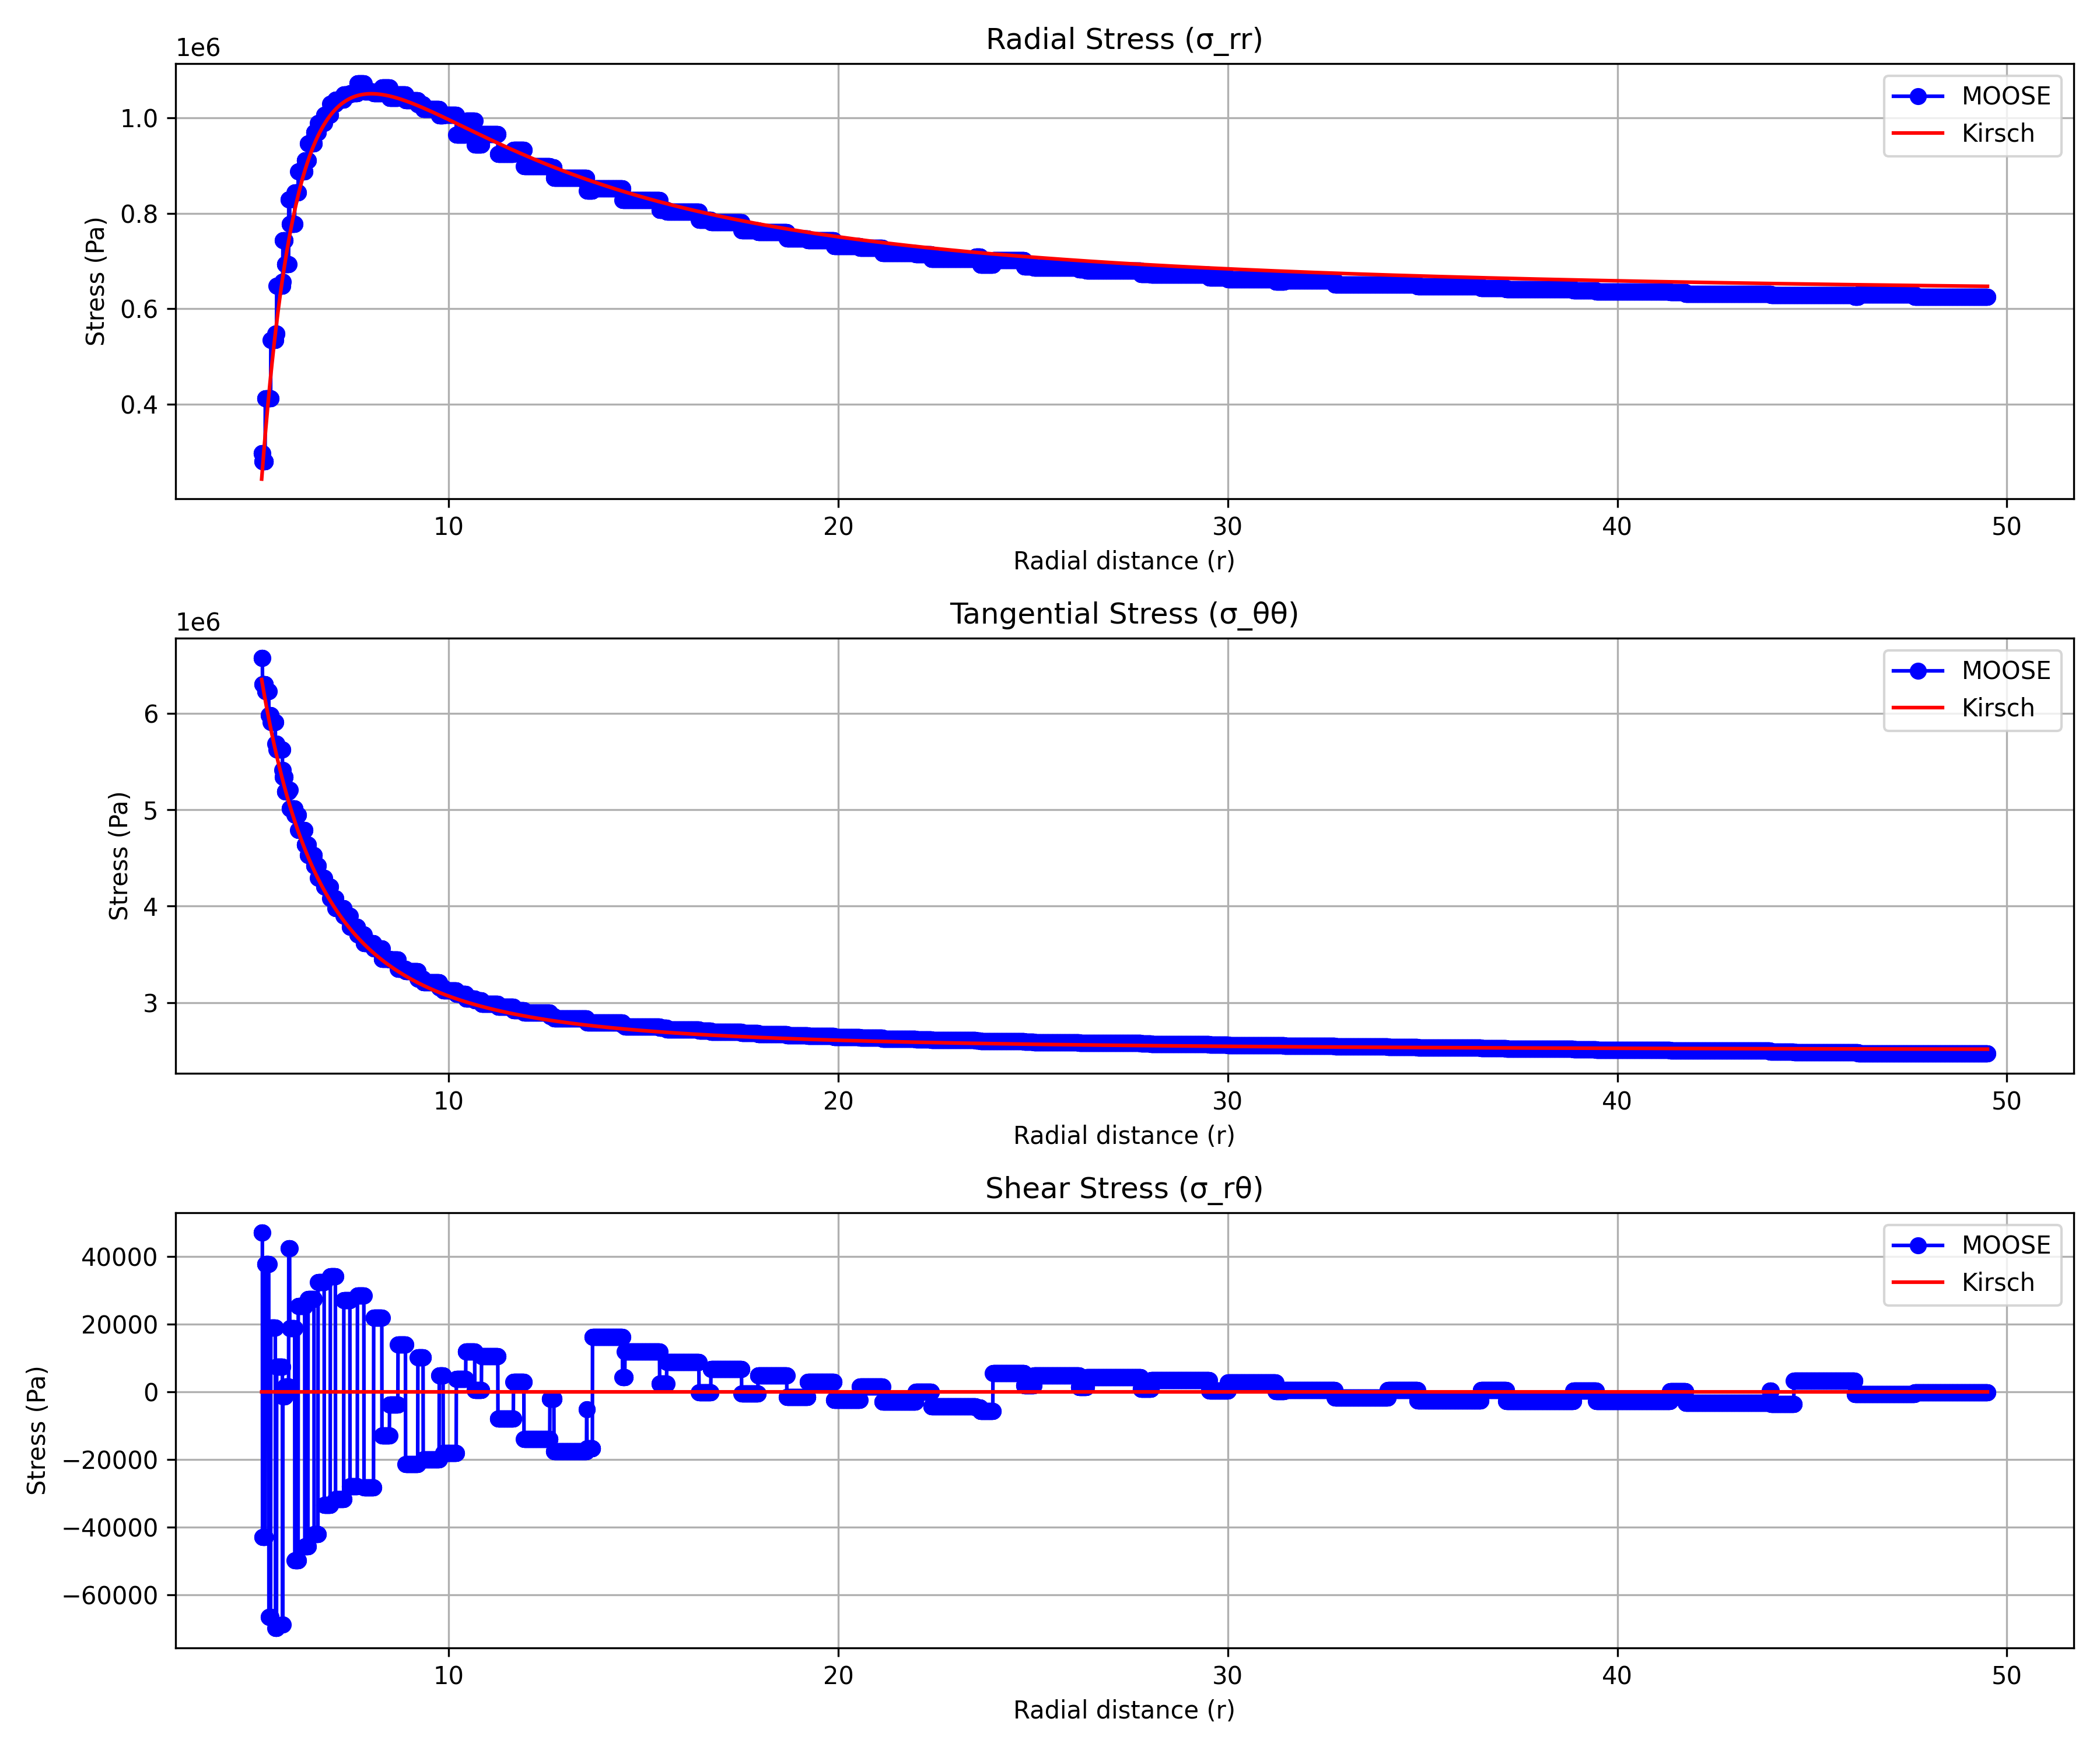 Radial Stress (σ_rr)
1e6
Stress (Pa)
1.0
0.8
0.6
0.4
MOOSE
Kirsch
10 20 30 40 50
Radial distance (r)
Tangential Stress (σ_θθ)
1e6
Stress (Pa)
6
5
4
3
MOOSE
Kirsch
10 20 30 40 50
Radial distance (r)
Shear Stress (σ_rθ)
Stress (Pa)
40000
20000
0
−20000
−40000
−60000
MOOSE
Kirsch
10 20 30 40 50
Radial distance (r)